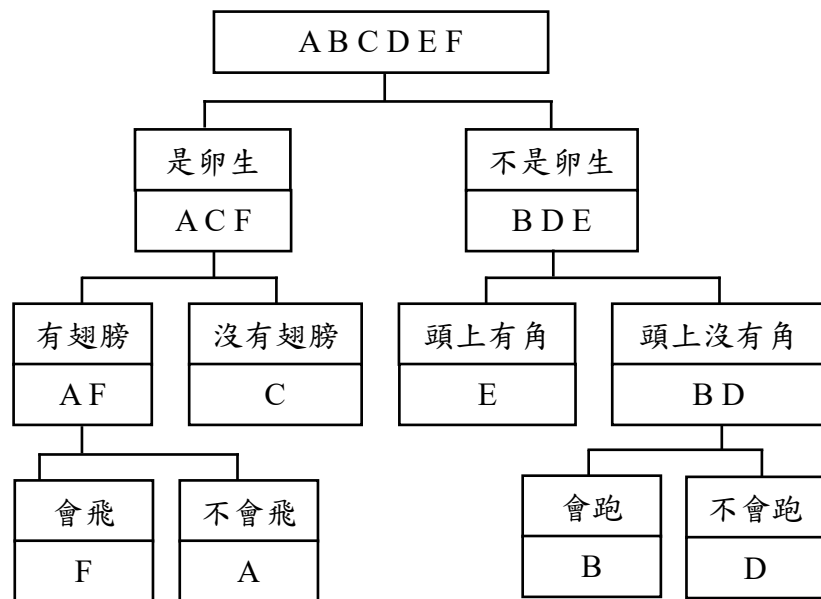 A B C D E F
是卵生 不是卵生
A C F B D E
有翅膀 沒有翅膀 頭上有角 頭上沒有角
A F C E B D
會飛 不會飛 會跑 不會跑
F A B D